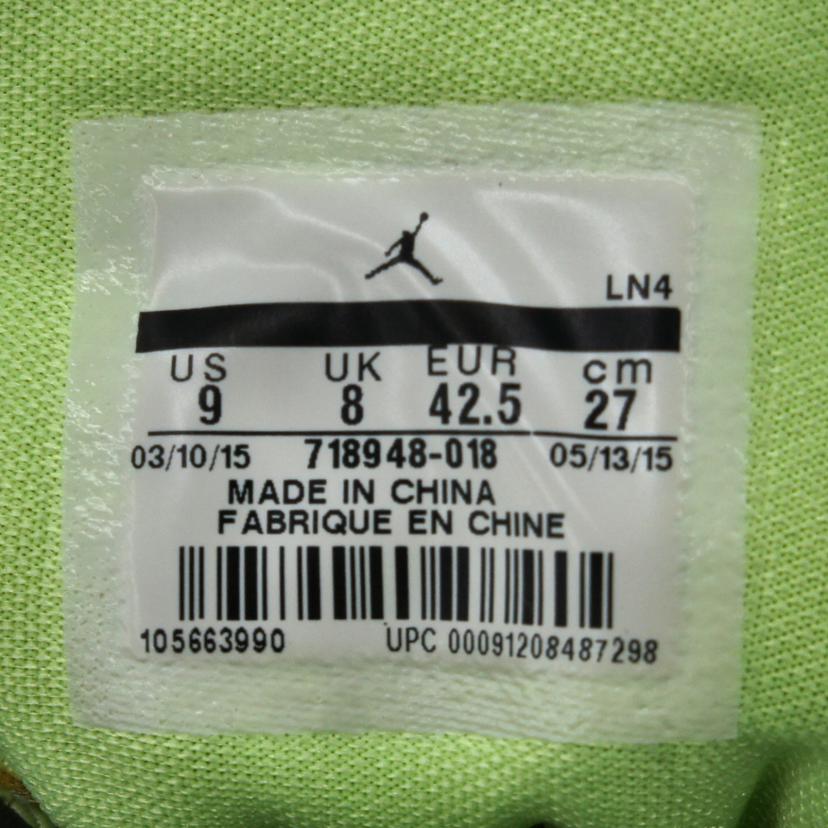 LN4
US UK EUR cm
9 8 42.5 27
03/10/15 718948-018 05/13/15
MADE IN CHINA
FABRIQUE EN CHINE
105663990 UPC 00091208487298